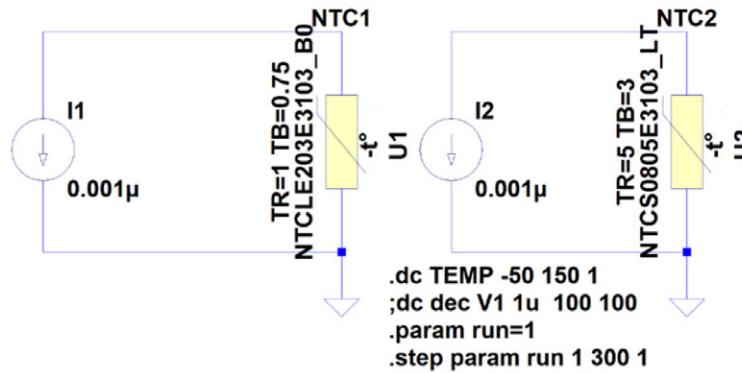 NTC1
NTC2
I1
0.001µ
TR=1 TB=0.75
NTCLE203E3103_B0
-t°
U1
I2
0.001µ
TR=5 TB=3
NTCS0805E3103_LT
-t°
.dc TEMP -50 150 1
;dc dec V1 1u 100 100
.param run=1
.step param run 1 300 1